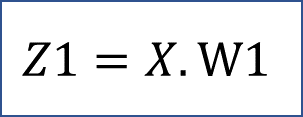 Z1 = X. W1